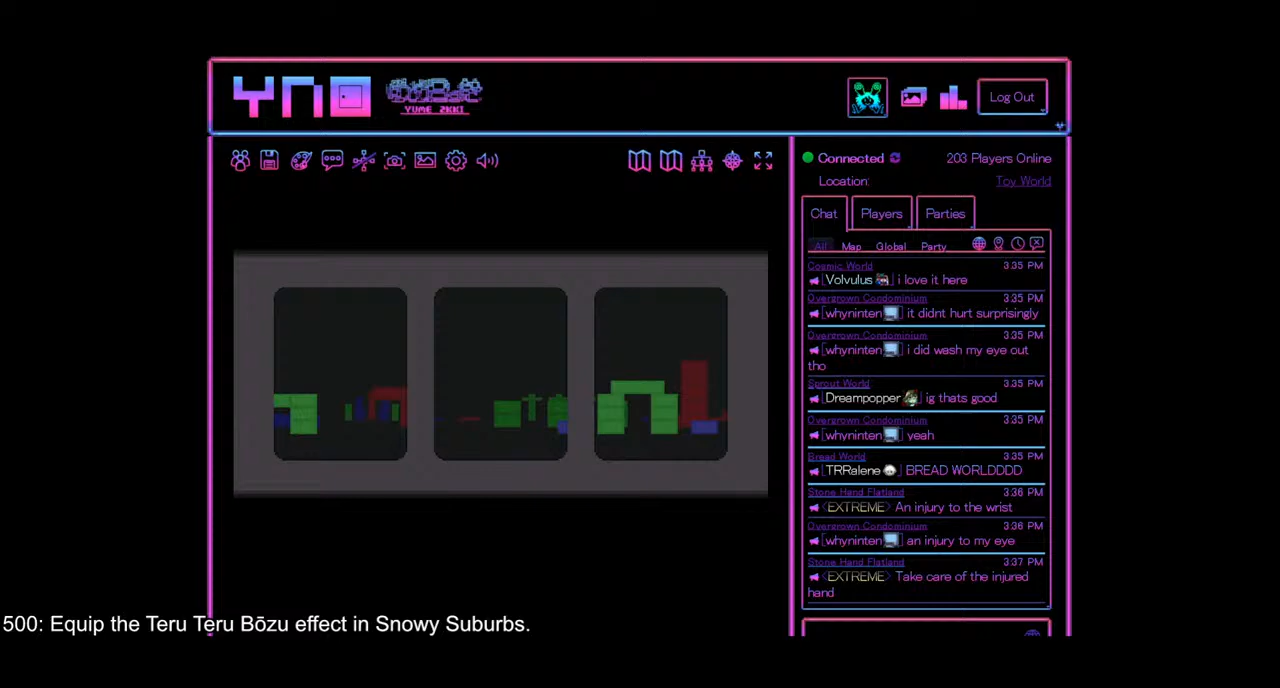 YNO
YUME 2KKI
Log Out
Connected
203 Players Online
Location:
Toy World
Chat
Players
Parties
All
Map
Global
Party
Cosmic World
3:35 PM
[Volvulus] i love it here
Overgrown Condominium
3:35 PM
[whyninten] it didnt hurt surprisingly
Overgrown Condominium
3:35 PM
[whyninten] i did wash my eye out
tho
Sprout World
3:35 PM
[Dreampopper] ig thats good
Overgrown Condominium
3:35 PM
[whyninten] yeah
Bread World
3:35 PM
[TRRalene] BREAD WORLDDDD
Stone Hand Flatland
3:36 PM
<EXTREME> An injury to the wrist
Overgrown Condominium
3:36 PM
[whyninten] an injury to my eye
Stone Hand Flatland
3:37 PM
<EXTREME> Take care of the injured
hand
500: Equip the Teru Teru Bōzu effect in Snowy Suburbs.